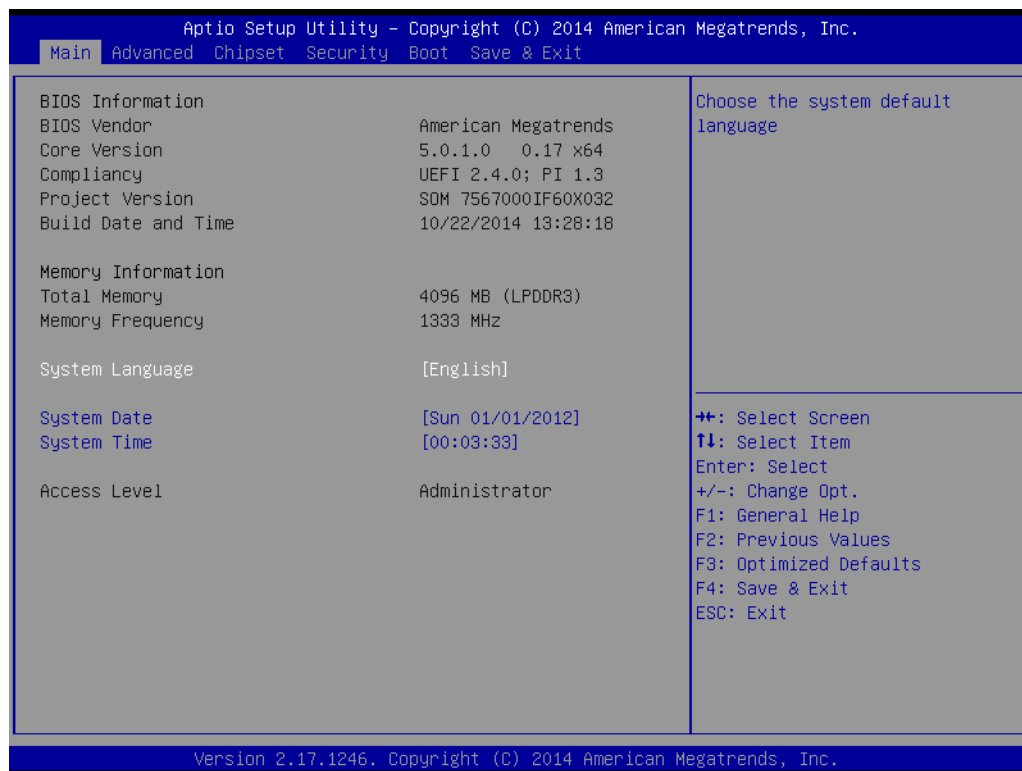 Aptio Setup Utility – Copyright (C) 2014 American Megatrends, Inc.
Main Advanced Chipset Security Boot Save & Exit
BIOS Information
BIOS Vendor American Megatrends
Core Version 5.0.1.0 0.17 x64
Compliancy UEFI 2.4.0; PI 1.3
Project Version SOM 7567000IF60X032
Build Date and Time 10/22/2014 13:28:18
Memory Information
Total Memory 4096 MB (LPDDR3)
Memory Frequency 1333 MHz
System Language [English]
System Date [Sun 01/01/2012]
System Time [00:03:33]
Access Level Administrator
Choose the system default
language
→←: Select Screen
↑↓: Select Item
Enter: Select
+/-: Change Opt.
F1: General Help
F2: Previous Values
F3: Optimized Defaults
F4: Save & Exit
ESC: Exit
Version 2.17.1246. Copyright (C) 2014 American Megatrends, Inc.